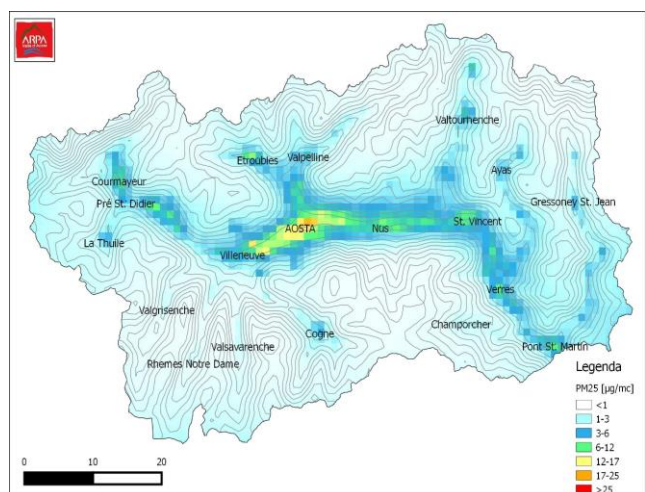 ARPA
Valtournenche
Etroubles
Valpelline
Ayas
Courmayeur
Pré St. Didier
Gressoney St. Jean
AOSTA
Nus
St. Vincent
La Thuile
Villeneuve
Verres
Valgrisenche
Cogne
Champorcher
Valsavarenche
Pont St. Martin
Rhemes Notre Dame
Legenda
PM25 [µg/mc]
<1
1-3
3-6
6-12
12-17
17-25
>25
0 10 20